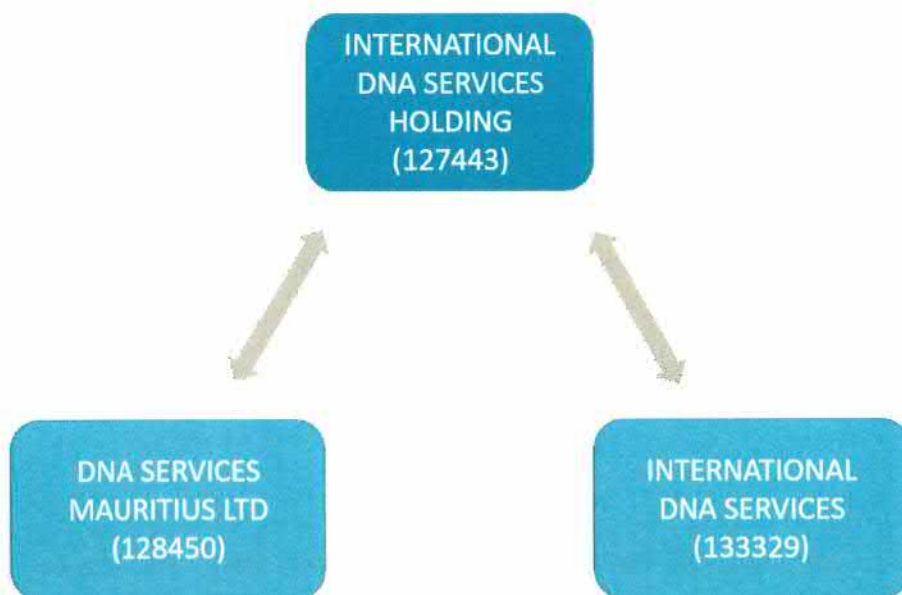 INTERNATIONAL
DNA SERVICES
HOLDING
(127443)
DNA SERVICES
MAURITIUS LTD
(128450)
INTERNATIONAL
DNA SERVICES
(133329)